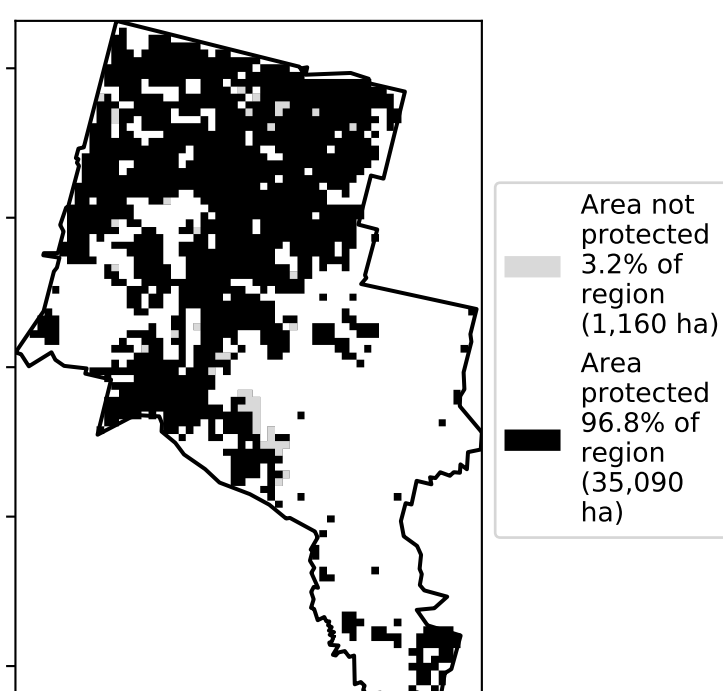 Area not
protected
3.2% of
region
(1,160 ha)
Area
protected
96.8% of
region
(35,090
ha)